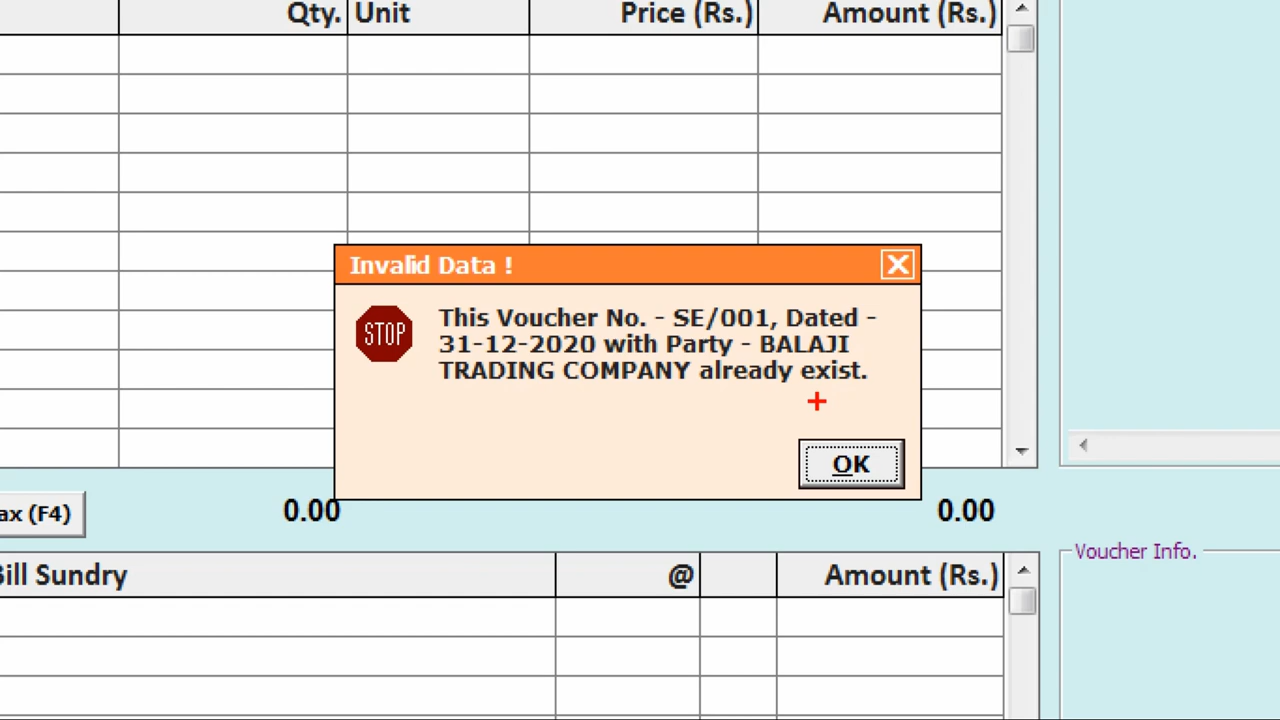 Qty. Unit Price (Rs.) Amount (Rs.)
Invalid Data !
STOP
This Voucher No. - SE/001, Dated -
31-12-2020 with Party - BALAJI
TRADING COMPANY already exist.
OK
ax (F4) 0.00 0.00
Voucher Info.
Bill Sundry @ Amount (Rs.)